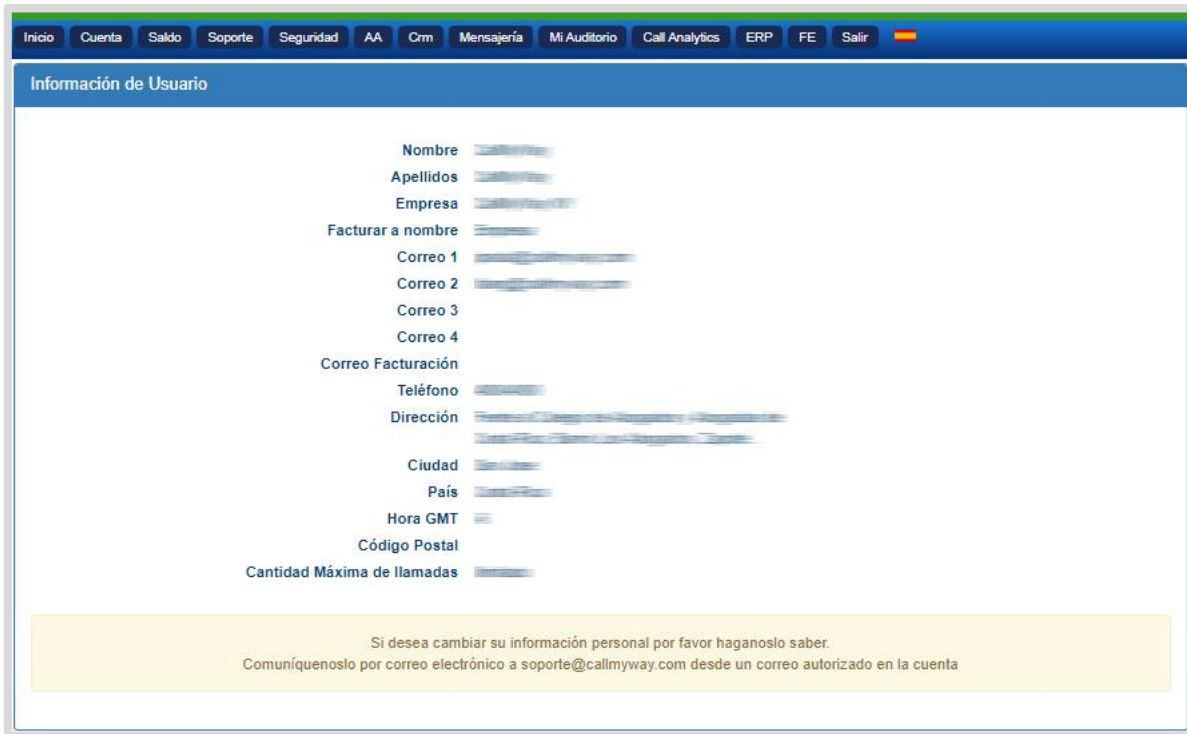 Inicio Cuenta Saldo Soporte Seguridad AA Crm Mensajería Mi Auditorio Call Analytics ERP FE Salir
Información de Usuario
Nombre
Apellidos
Empresa
Facturar a nombre
Correo 1
Correo 2
Correo 3
Correo 4
Correo Facturación
Teléfono
Dirección
Ciudad
País
Hora GMT
Código Postal
Cantidad Máxima de llamadas
Si desea cambiar su información personal por favor haganoslo saber.
Comuníquenoslo por correo electrónico a soporte@callmyway.com desde un correo autorizado en la cuenta